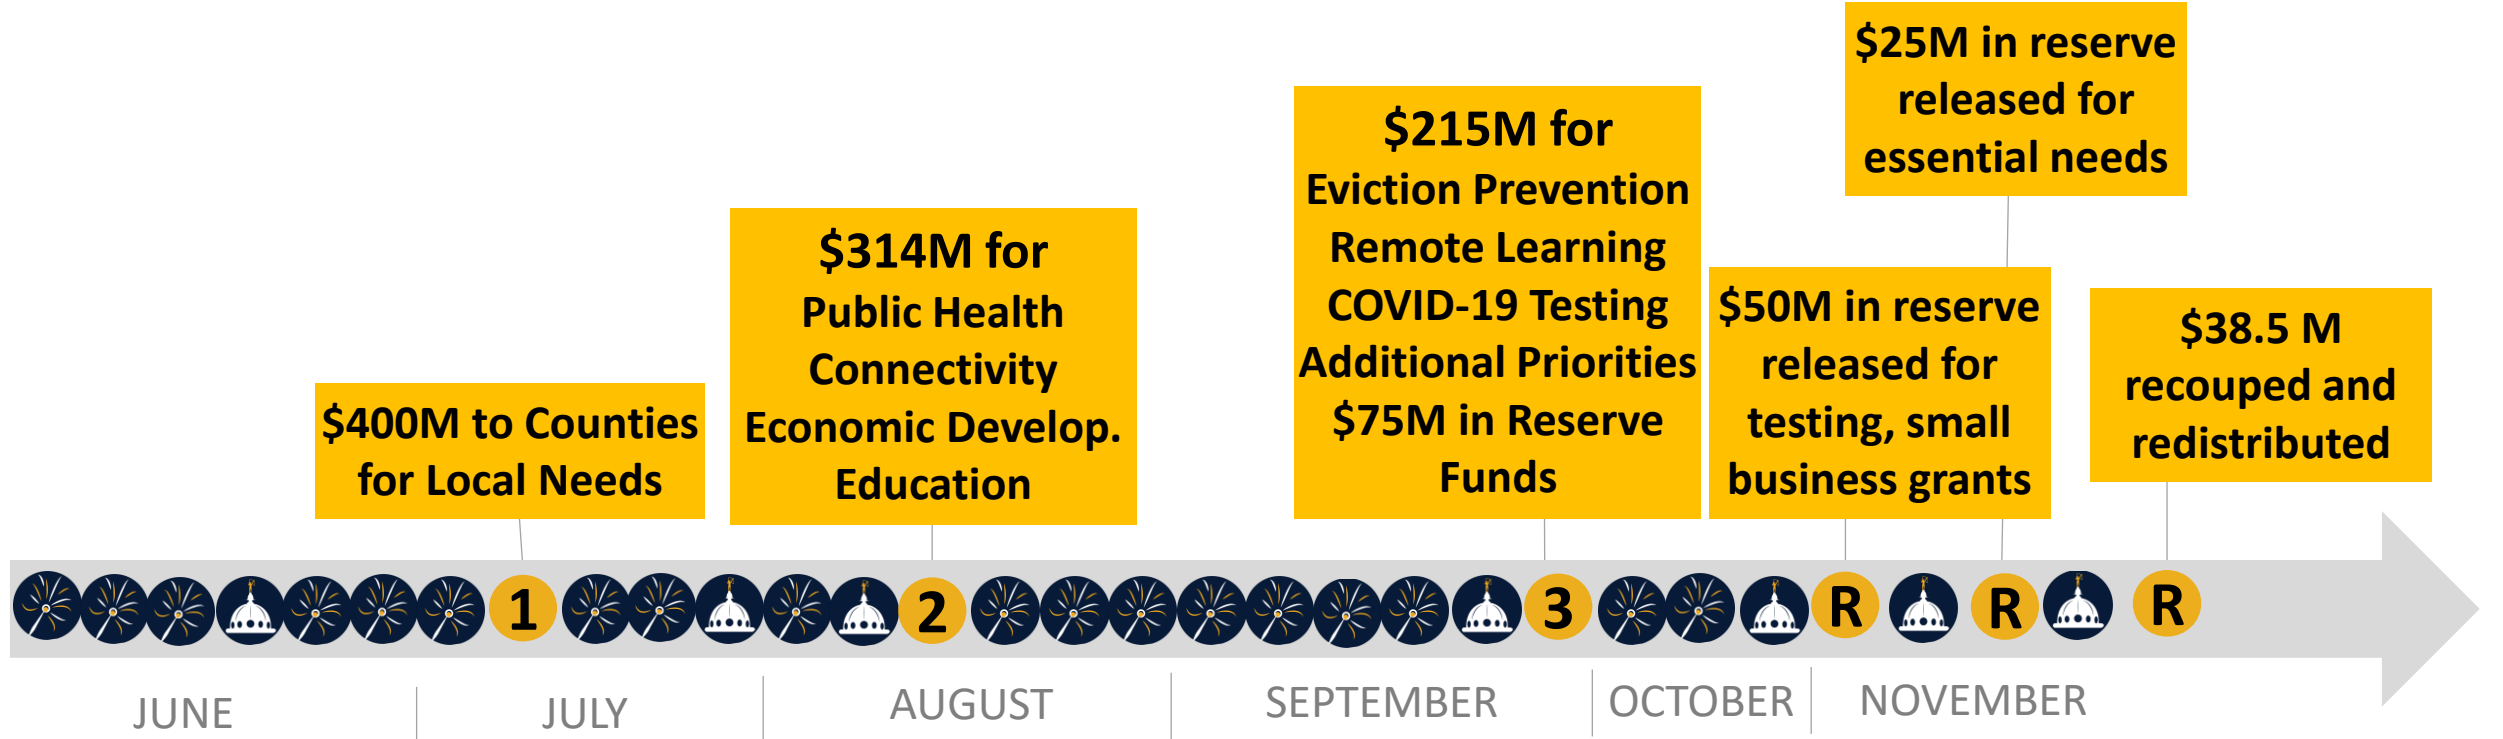 $400M to Counties
for Local Needs
$314M for
Public Health
Connectivity
Economic Develop.
Education
$215M for
Eviction Prevention
Remote Learning
COVID-19 Testing
Additional Priorities
$75M in Reserve
Funds
$50M in reserve
released for
testing, small
business grants
$25M in reserve
released for
essential needs
$38.5 M
recouped and
redistributed
1
2
3
R
R
R
JUNE
JULY
AUGUST
SEPTEMBER
OCTOBER
NOVEMBER